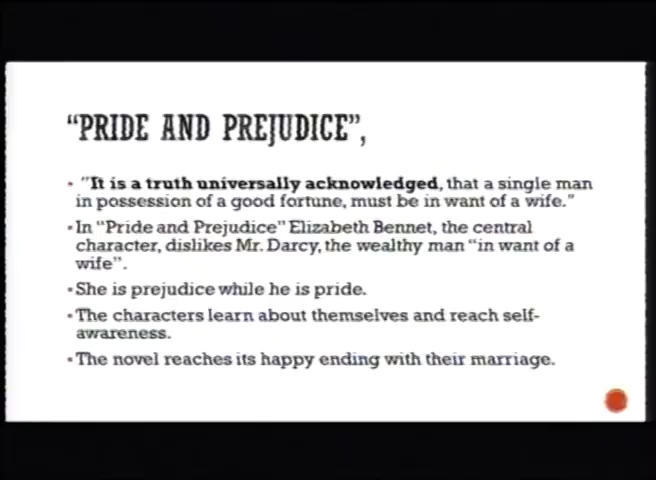 “PRIDE AND PREJUDICE”,
• “It is a truth universally acknowledged, that a single man
in possession of a good fortune, must be in want of a wife.”
• In “Pride and Prejudice” Elizabeth Bennet, the central
character, dislikes Mr. Darcy, the wealthy man “in want of a
wife”.
• She is prejudice while he is pride.
• The characters learn about themselves and reach self-
awareness.
• The novel reaches its happy ending with their marriage.